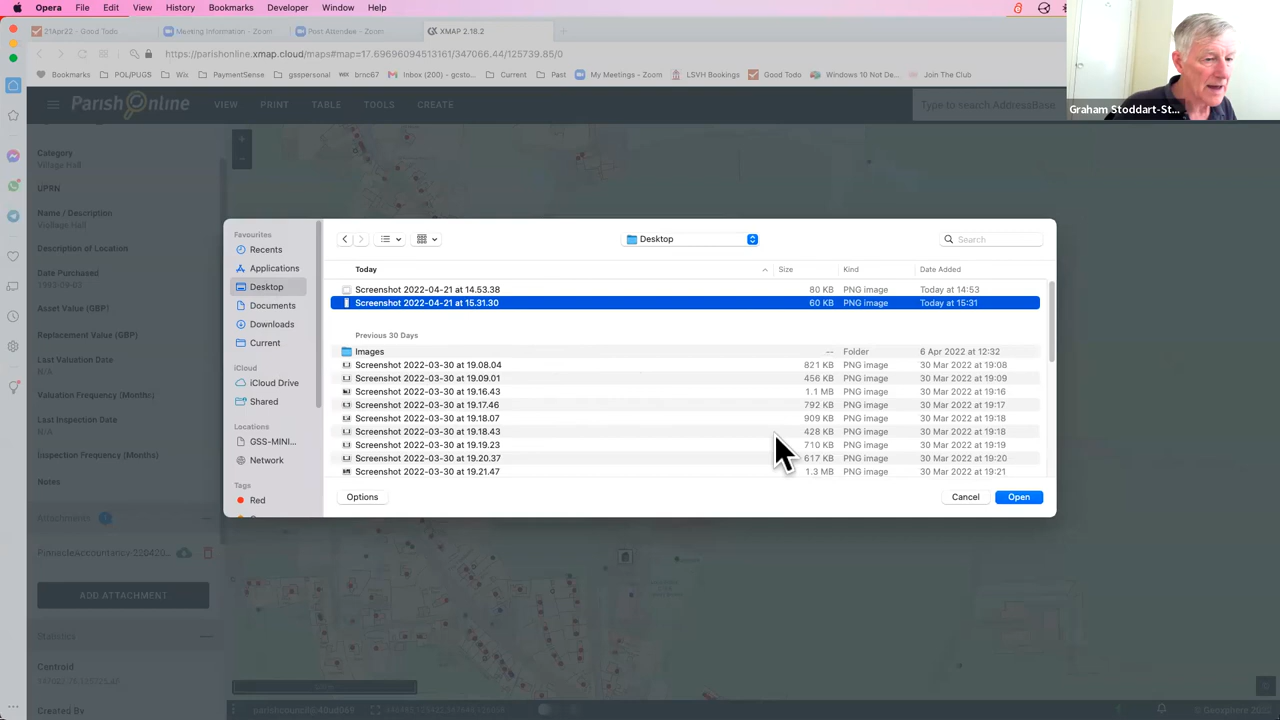 Opera File Edit View History Bookmarks Developer Window Help
21Apr22 - Good Todo Meeting Information - Zoom Post Attendee - Zoom XMAP 2.18.2
https://parishonline.xmap.cloud/maps#map=17.69696094513161/347066.44/125739.85/0
Bookmarks POL/PUGS Wix PaymentSense gsspersonal brnc67 Inbox (200) - gcsto... Current Past My Meetings - Zoom LSVH Bookings Good Todo Windows 10 Not De... Join The Club
Graham Stoddart-St...
Parish Online VIEW PRINT TABLE TOOLS CREATE Type to search AddressBase
Category
Village Hall
UPRN
Name / Description
Viollage Hall
Description of Location
Date Purchased
1993-09-03
Asset Value (GBP)
Replacement Value (GBP)
Last Valuation Date
N/A
Valuation Frequency (Months)
Last Inspection Date
N/A
Inspection Frequency (Months)
Notes
Attachments 1
PinnacleAccountancy-220420...
ADD ATTACHMENT
Statistics
Centroid
Created By
Favourites
Recents
Applications
Desktop
Documents
Downloads
Current
iCloud
iCloud Drive
Shared
Locations
GSS-MINI...
Network
Tags
Red
Desktop
Search
Today Size Kind Date Added
Screenshot 2022-04-21 at 14.53.38 80 KB PNG image Today at 14:53
Screenshot 2022-04-21 at 15.31.30 60 KB PNG image Today at 15:31
Previous 30 Days
Images -- Folder 6 Apr 2022 at 12:32
Screenshot 2022-03-30 at 19.08.04 821 KB PNG image 30 Mar 2022 at 19:08
Screenshot 2022-03-30 at 19.09.01 456 KB PNG image 30 Mar 2022 at 19:09
Screenshot 2022-03-30 at 19.16.43 1.1 MB PNG image 30 Mar 2022 at 19:16
Screenshot 2022-03-30 at 19.17.46 792 KB PNG image 30 Mar 2022 at 19:17
Screenshot 2022-03-30 at 19.18.07 909 KB PNG image 30 Mar 2022 at 19:18
Screenshot 2022-03-30 at 19.18.43 428 KB PNG image 30 Mar 2022 at 19:18
Screenshot 2022-03-30 at 19.19.23 710 KB PNG image 30 Mar 2022 at 19:19
Screenshot 2022-03-30 at 19.20.37 617 KB PNG image 30 Mar 2022 at 19:20
Screenshot 2022-03-30 at 19.21.47 1.3 MB PNG image 30 Mar 2022 at 19:21
Options Cancel Open